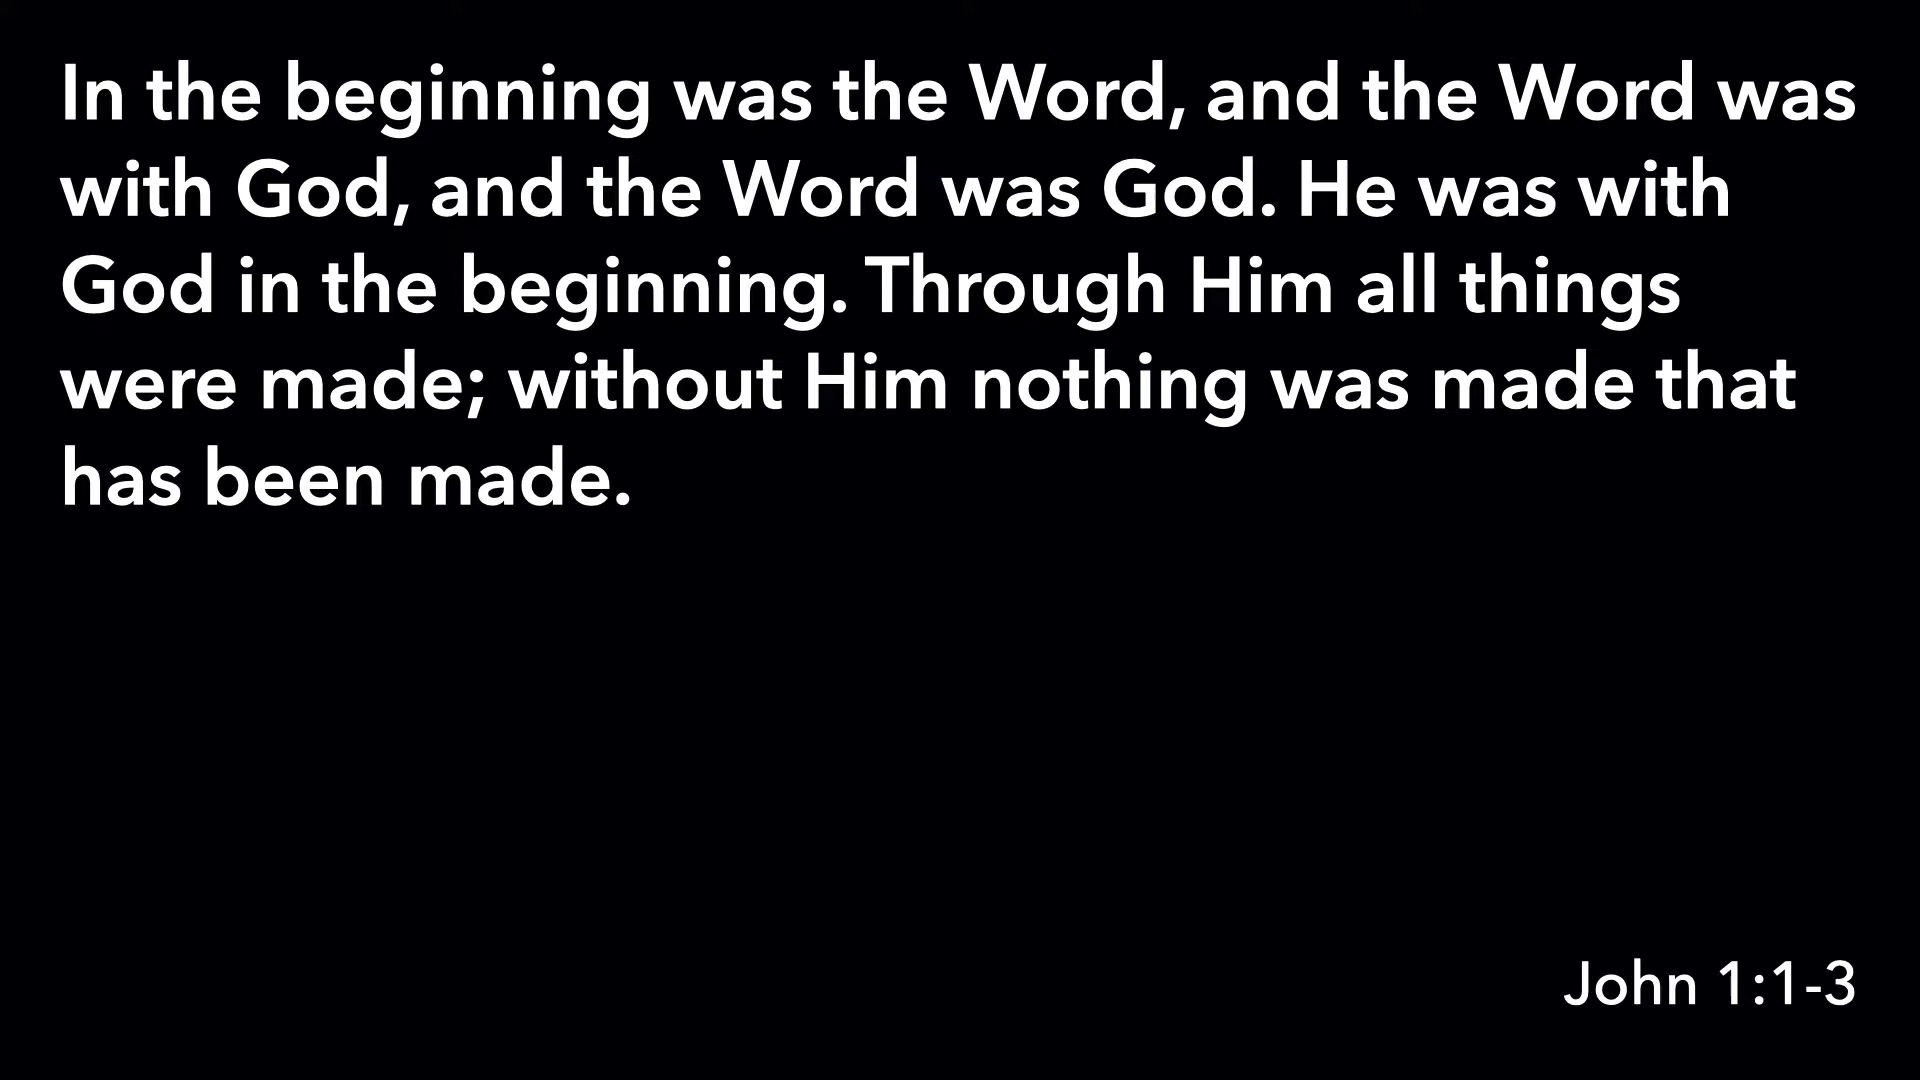 In the beginning was the Word, and the Word was
with God, and the Word was God. He was with
God in the beginning. Through Him all things
were made; without Him nothing was made that
has been made.
John 1:1-3